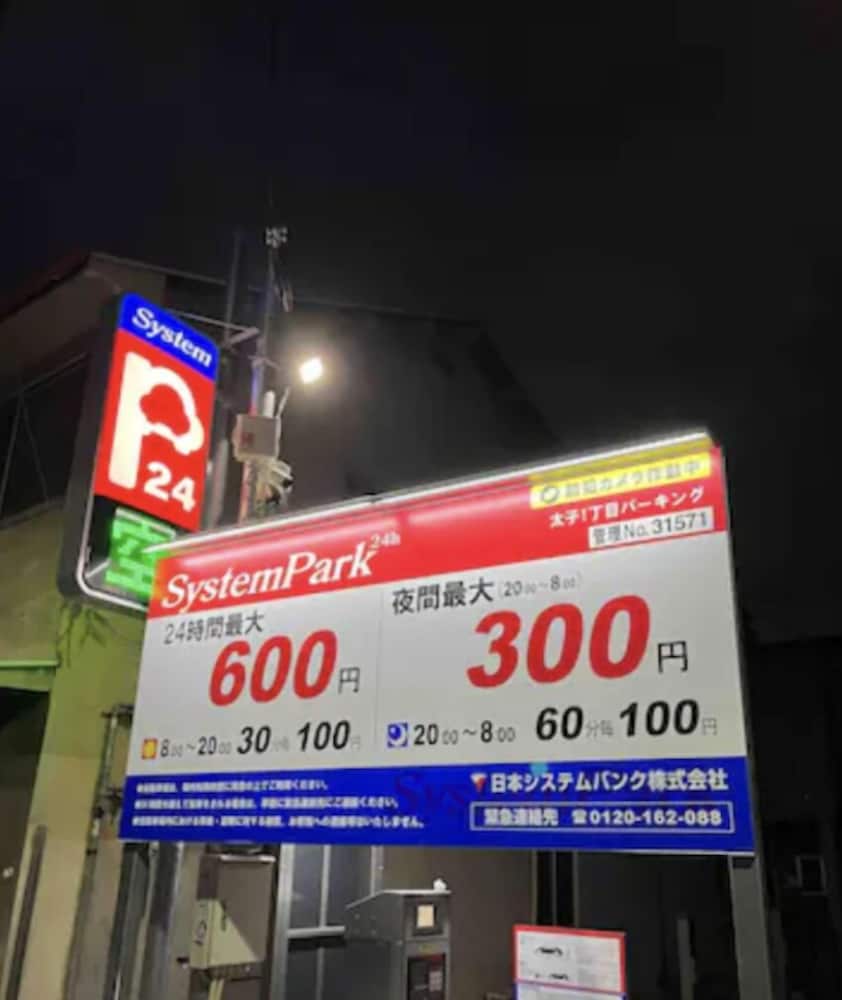 System
P24
空
防犯カメラ作動中
太子1丁目パーキング
管理No.31571
SystemPark 24h
24時間最大
600円
8:00～20:00 30分毎 100円
夜間最大(20:00～8:00)
300円
20:00～8:00 60分毎 100円
日本システムバンク株式会社
緊急連絡先 ☎0120-162-088